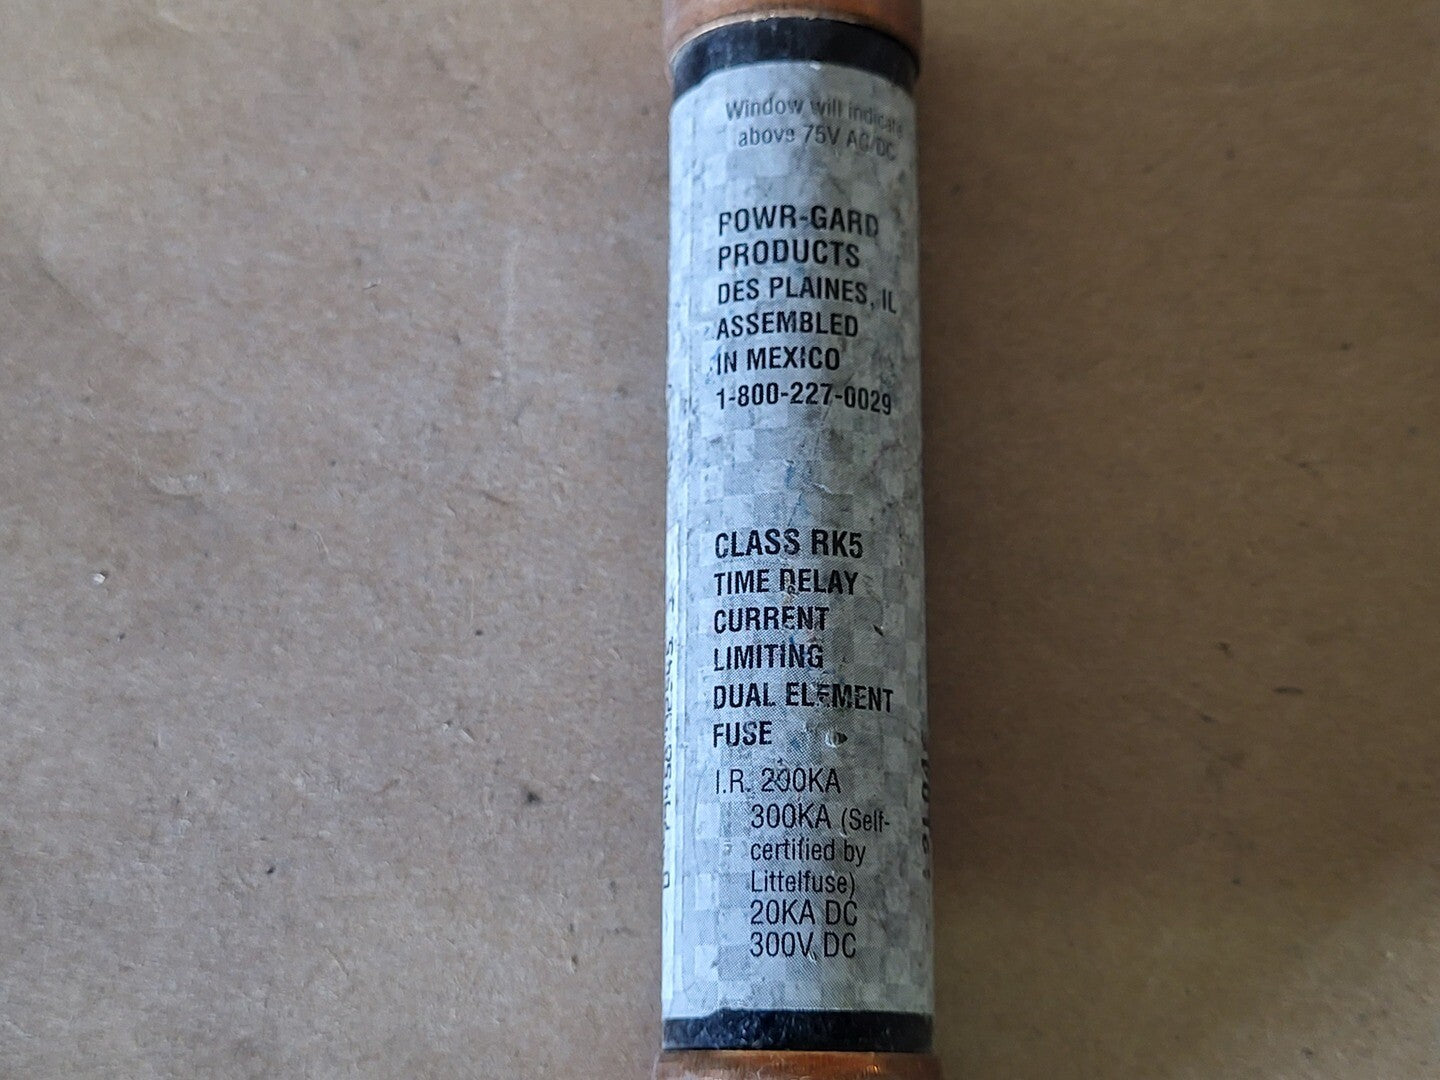 Window will indicate
above 75V AC/DC
POWR-GARD
PRODUCTS
DES PLAINES, IL
ASSEMBLED
IN MEXICO
1-800-227-0029
CLASS RK5
TIME DELAY
CURRENT
LIMITING
DUAL ELEMENT
FUSE
I.R. 200KA
300KA (Self-
certified by
Littelfuse)
20KA DC
300V DC